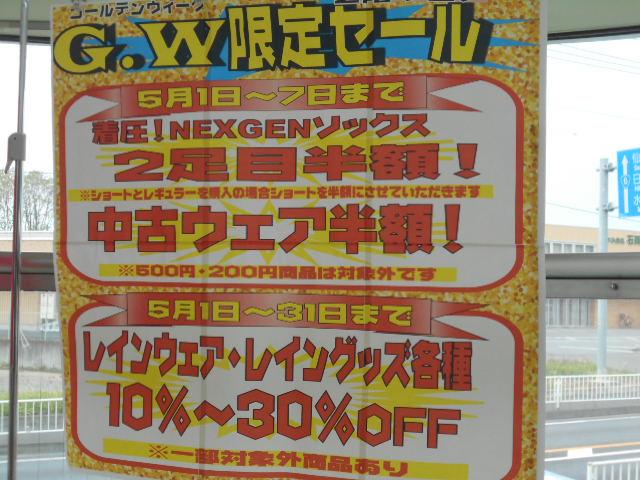 ゴールデンウィーク
G.W限定セール
5月1日〜7日まで
着圧！NEXGENソックス
2足目半額！
※ショートとレギュラーを購入の場合ショートを半額にさせていただきます
中古ウェア半額！
※500円・200円商品は対象外です
5月1日〜31日まで
レインウェア・レイングッズ各種
10%〜30%OFF
※一部対象外商品あり